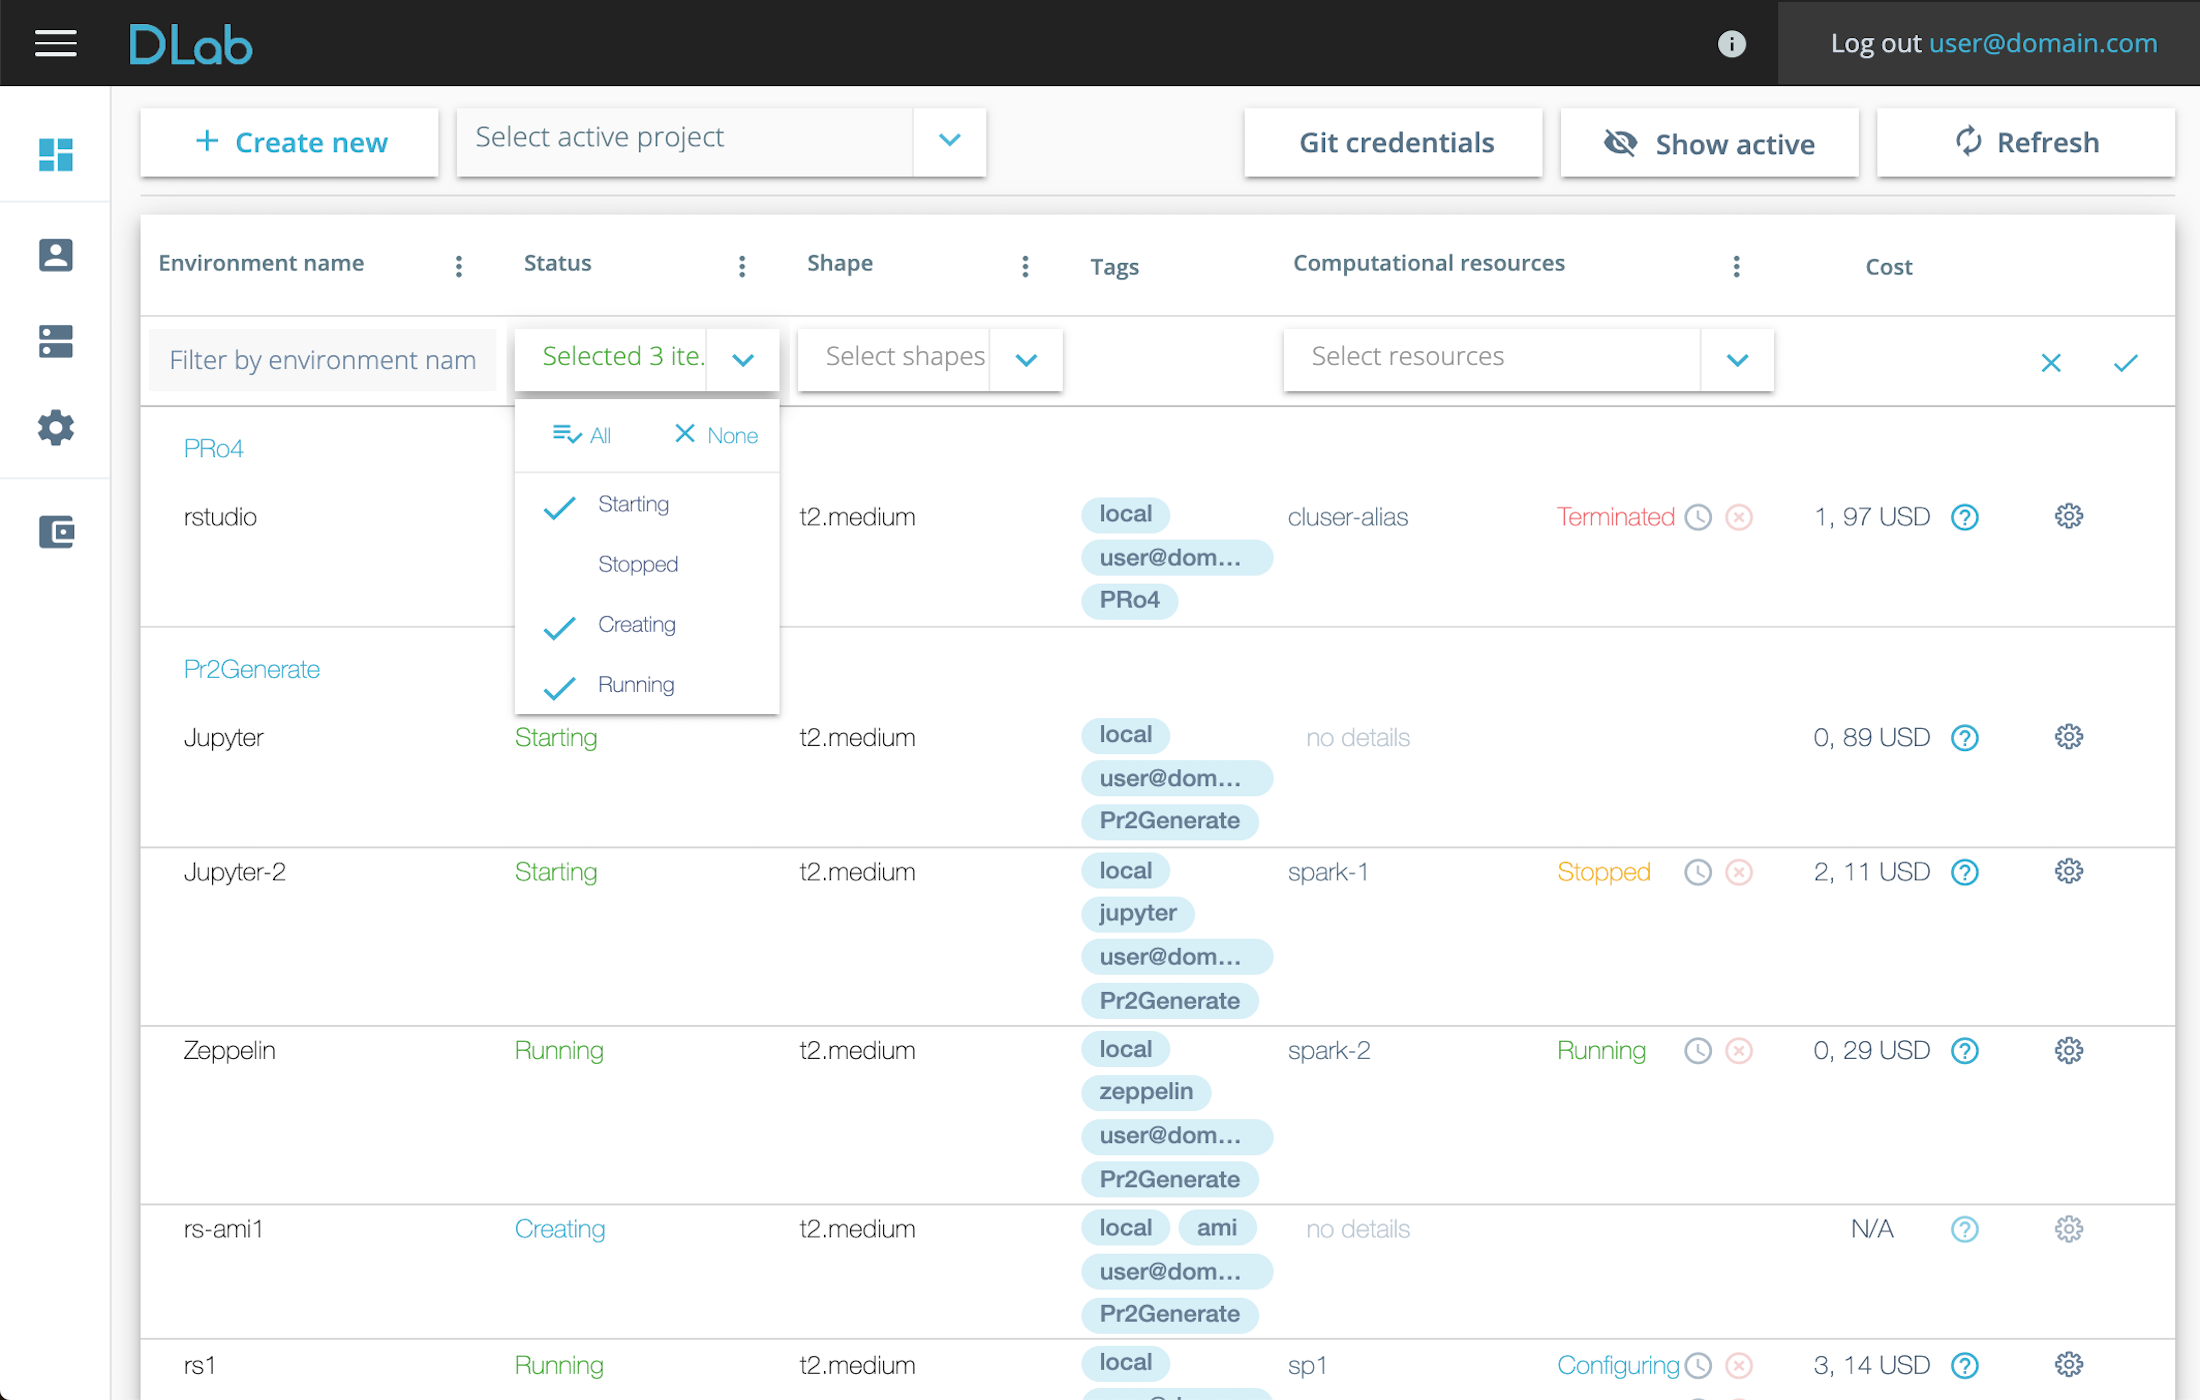 DLab
Log out user@domain.com
+ Create new
Select active project
Git credentials
Show active
Refresh
Environment name Status Shape Tags Computational resources Cost
Filter by environment nam
Selected 3 ite.
Select shapes
Select resources
All None
PRo4
Starting
rstudio t2.medium local cluser-alias Terminated 1, 97 USD
user@dom...
Stopped
PRo4
Creating
Pr2Generate
Running
Jupyter Starting t2.medium local no details 0, 89 USD
user@dom...
Pr2Generate
Jupyter-2 Starting t2.medium local spark-1 Stopped 2, 11 USD
jupyter
user@dom...
Pr2Generate
Zeppelin Running t2.medium local spark-2 Running 0, 29 USD
zeppelin
user@dom...
Pr2Generate
rs-ami1 Creating t2.medium local ami no details N/A
user@dom...
Pr2Generate
rs1 Running t2.medium local sp1 Configuring 3, 14 USD